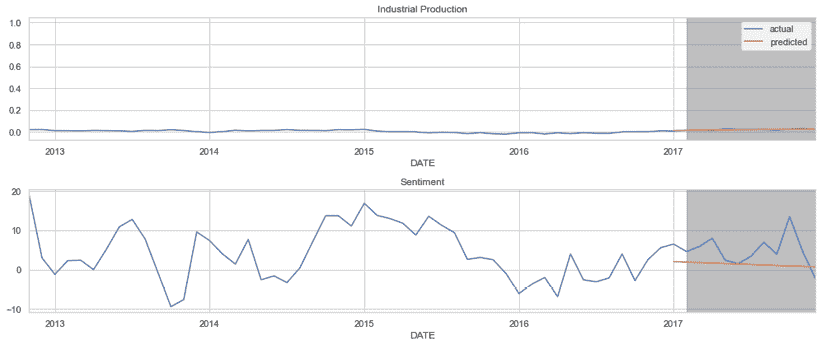 Industrial Production
1.0
0.8
0.6
0.4
0.2
0.0
actual
predicted
2013 2014 2015 2016 2017
DATE
Sentiment
20
10
0
−10
2013 2014 2015 2016 2017
DATE